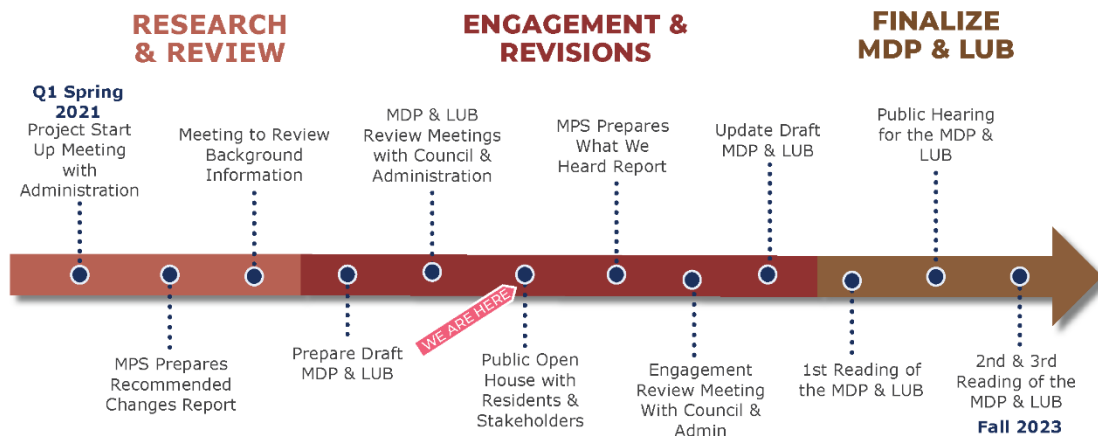 RESEARCH
& REVIEW
ENGAGEMENT &
REVISIONS
FINALIZE
MDP & LUB
Q1 Spring
2021
Project Start
Up Meeting
with
Administration
Meeting to Review
Background
Information
MDP & LUB
Review Meetings
with Council &
Administration
MPS Prepares
What We
Heard Report
Update Draft
MDP & LUB
Public Hearing
for the MDP &
LUB
WE ARE HERE
MPS Prepares
Recommended
Changes Report
Prepare Draft
MDP & LUB
Public Open
House with
Residents &
Stakeholders
Engagement
Review Meeting
With Council &
Admin
1st Reading of
the MDP & LUB
2nd & 3rd
Reading of the
MDP & LUB
Fall 2023